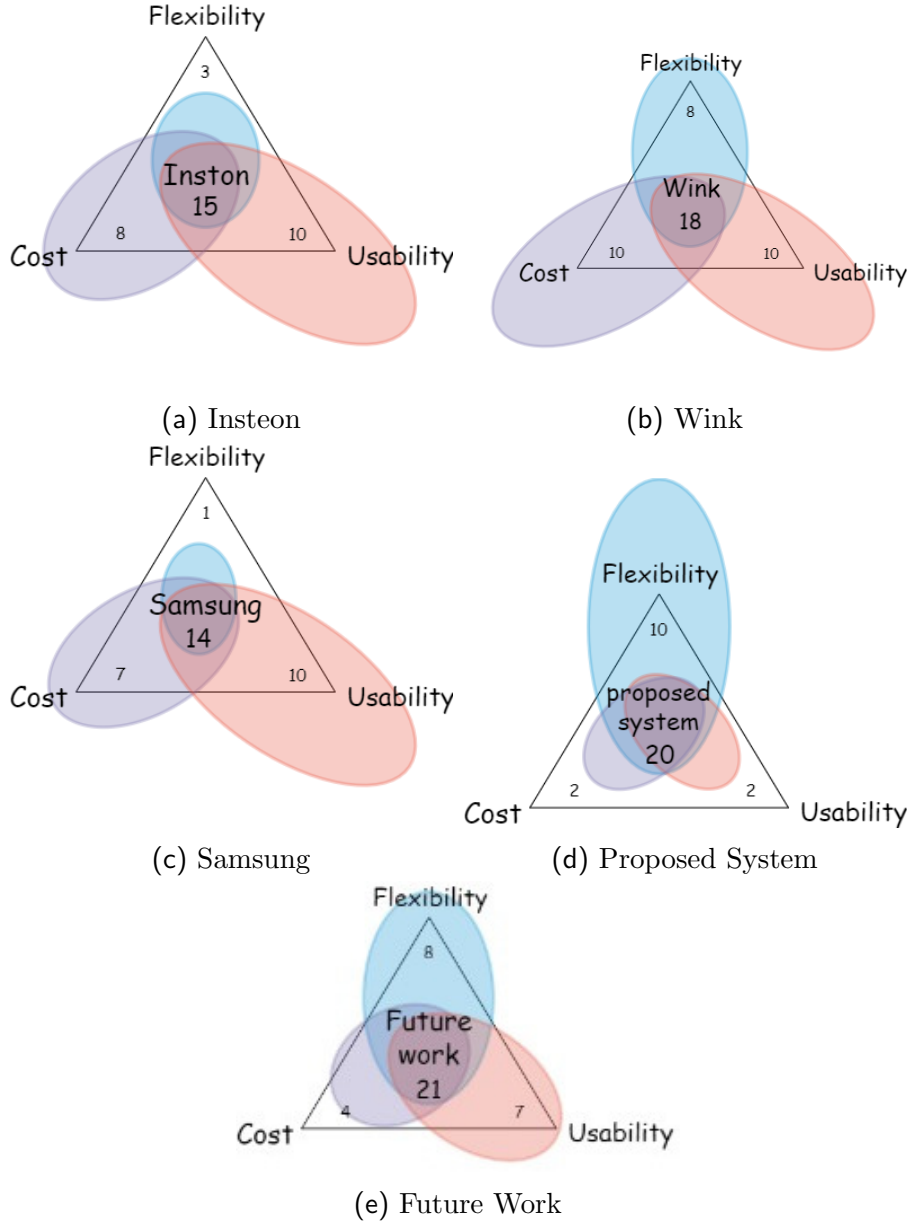 Flexibility
3
Inston
15
8
10
Cost
Usability
(a) Insteon
Flexibility
8
Wink
18
10
10
Cost
Usability
(b) Wink
Flexibility
1
Samsung
14
7
10
Cost
Usability
(c) Samsung
Flexibility
10
proposed
system
20
2
2
Cost
Usability
(d) Proposed System
Flexibility
8
Future
work
21
4
7
Cost
Usability
(e) Future Work